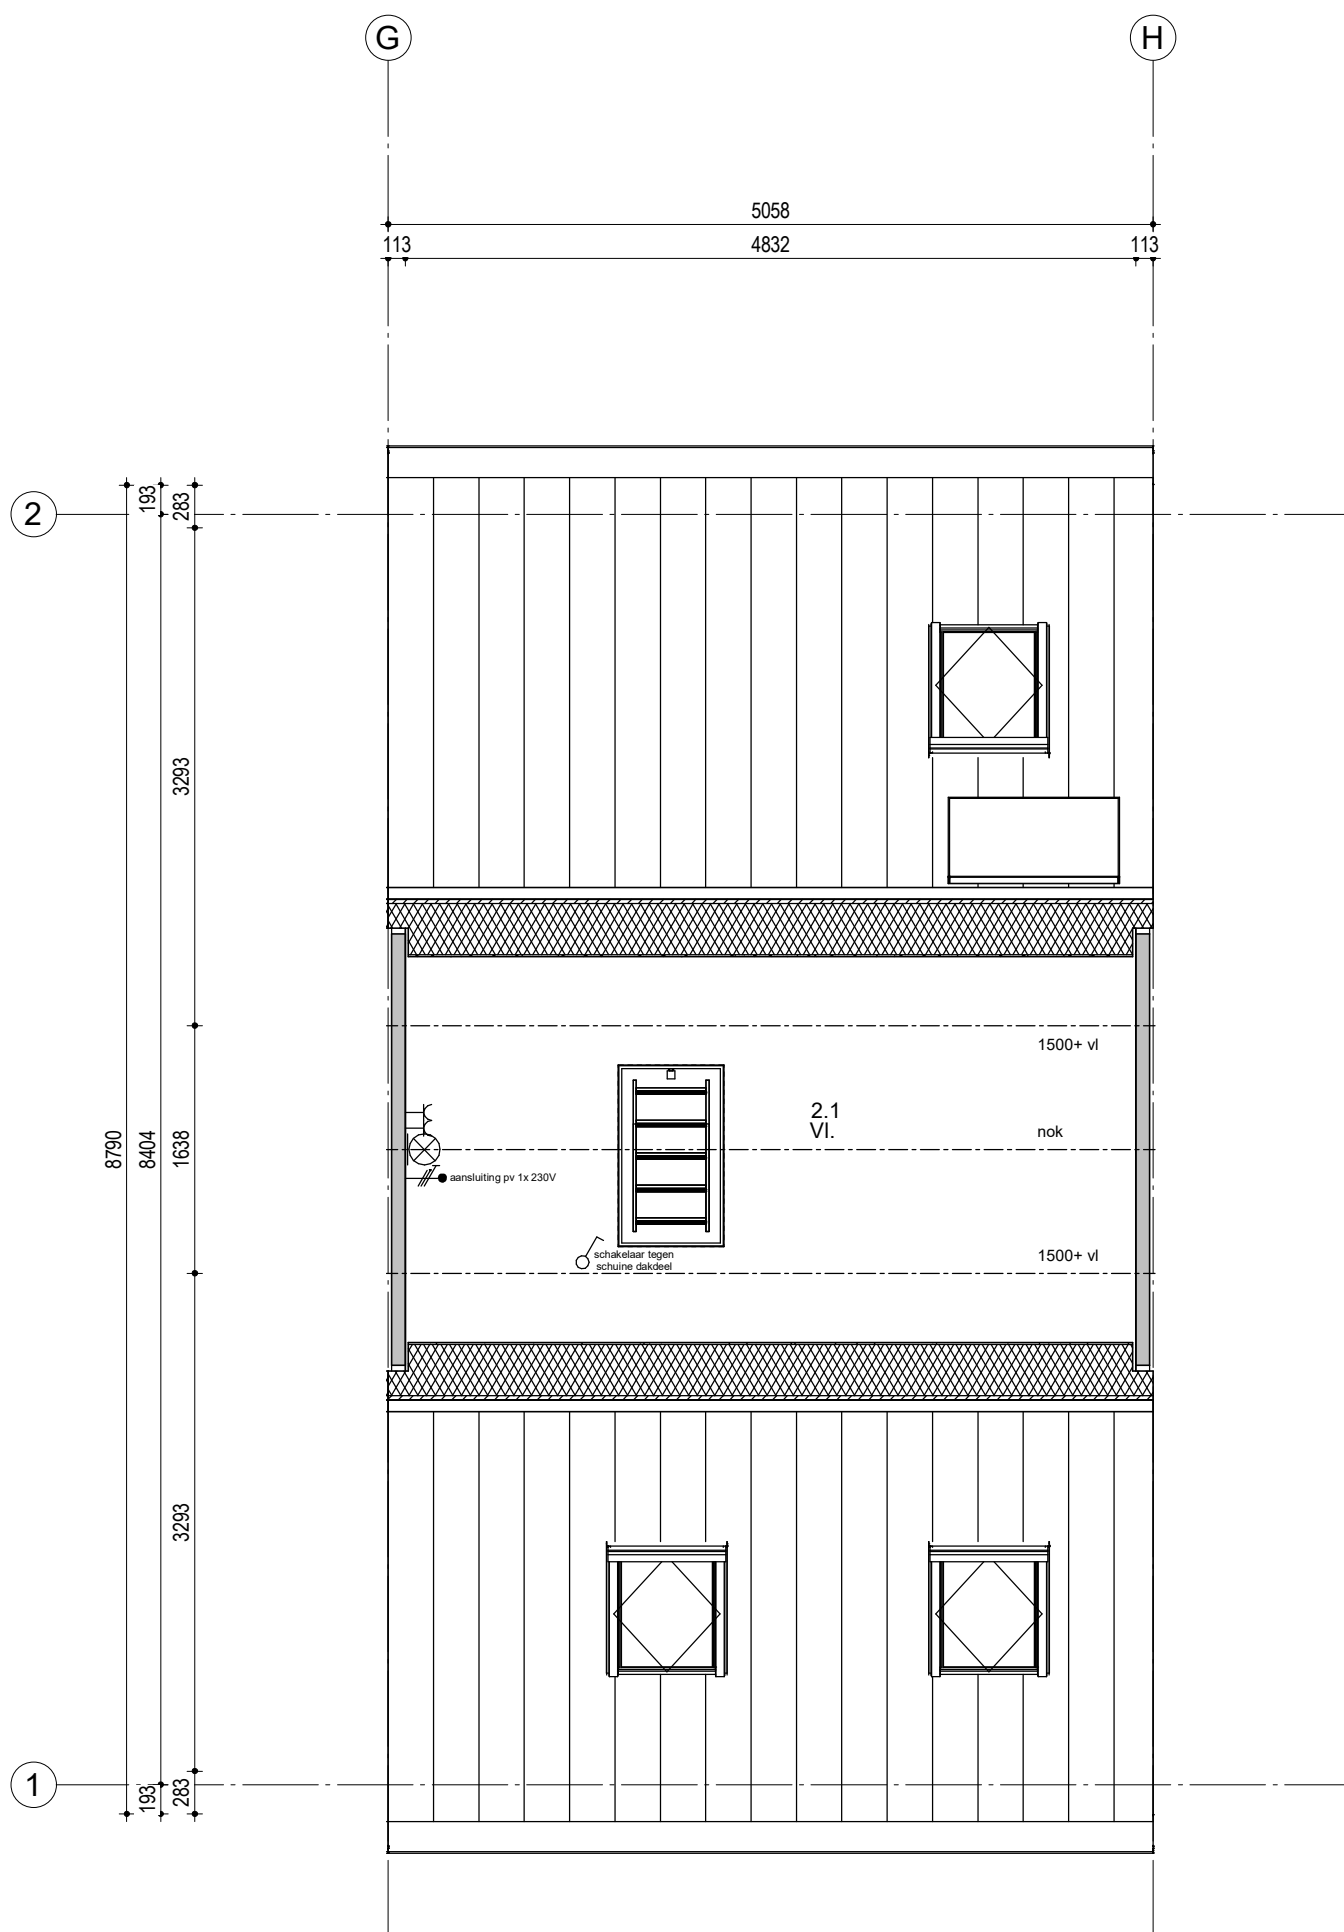 G
H
5058
113
4832
113
2
193
283
3293
8790
8404
1638
1500+ vl
2.1
Vl.
nok
aansluiting pv 1x 230V
schakelaar tegen
schuine dakdeel
1500+ vl
3293
1
193
283